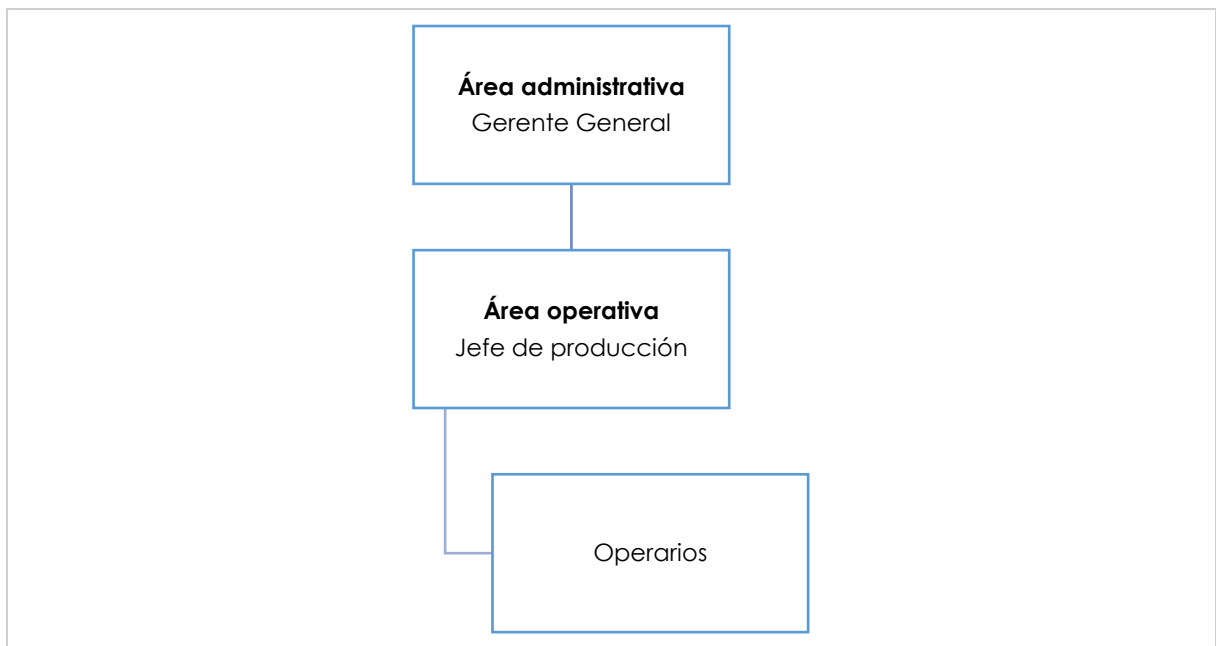 Área administrativa
Gerente General
Área operativa
Jefe de producción
Operarios